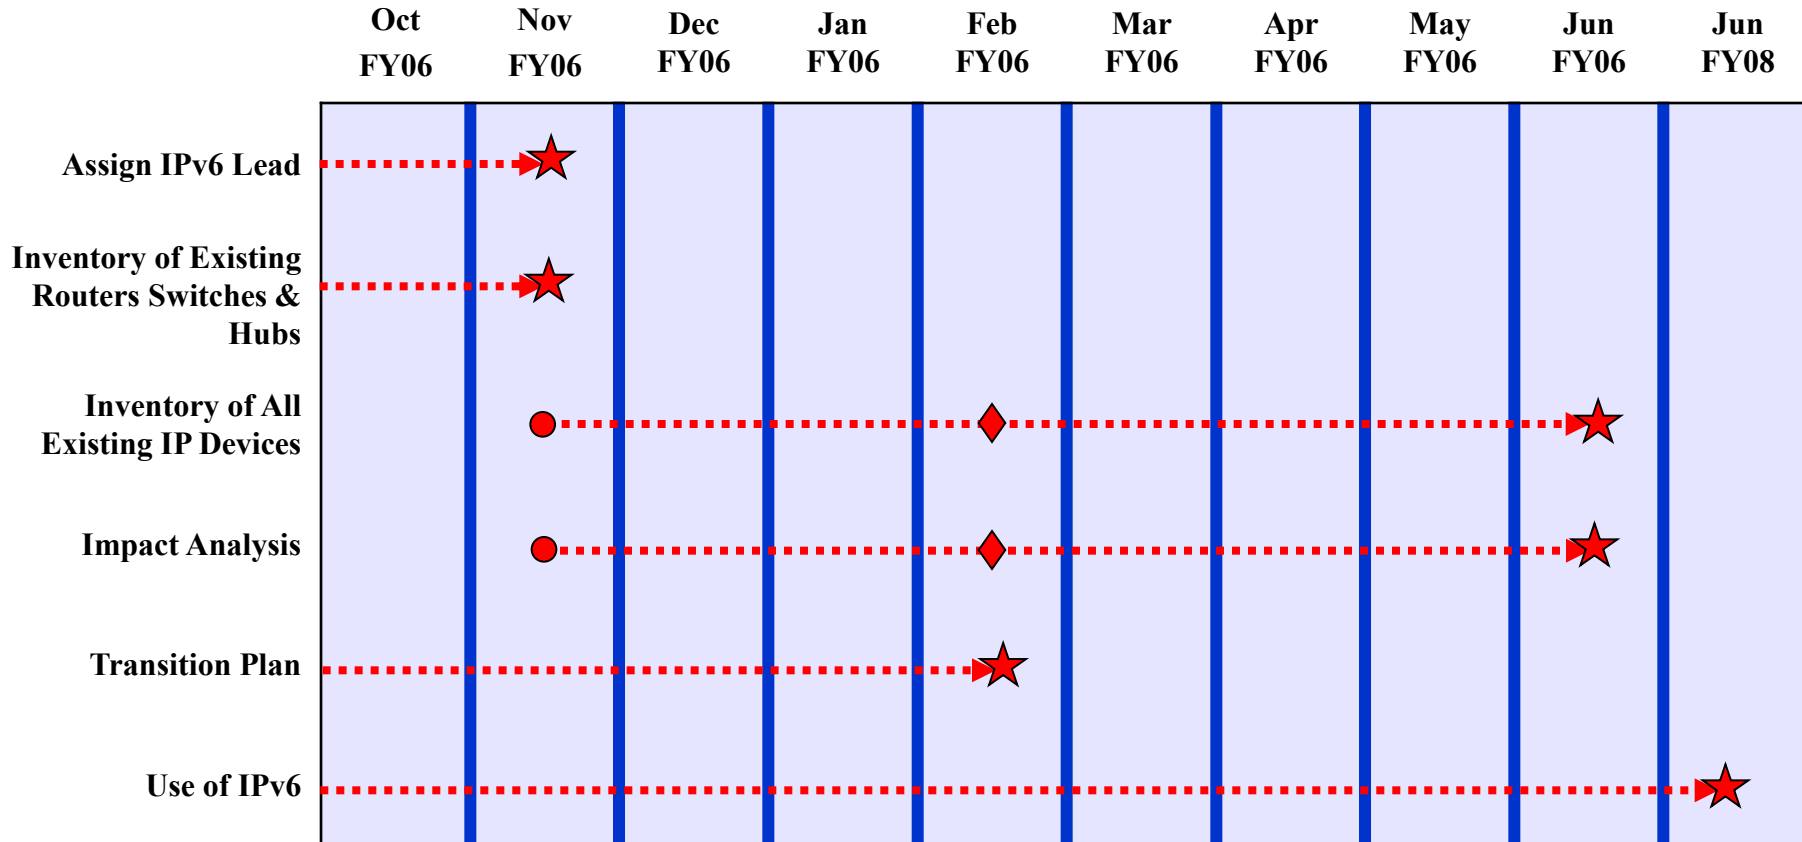 Oct
FY06
Nov
FY06
Dec
FY06
Jan
FY06
Feb
FY06
Mar
FY06
Apr
FY06
May
FY06
Jun
FY06
Jun
FY08
Assign IPv6 Lead
Inventory of Existing
Routers Switches &
Hubs
Inventory of All
Existing IP Devices
Impact Analysis
Transition Plan
Use of IPv6